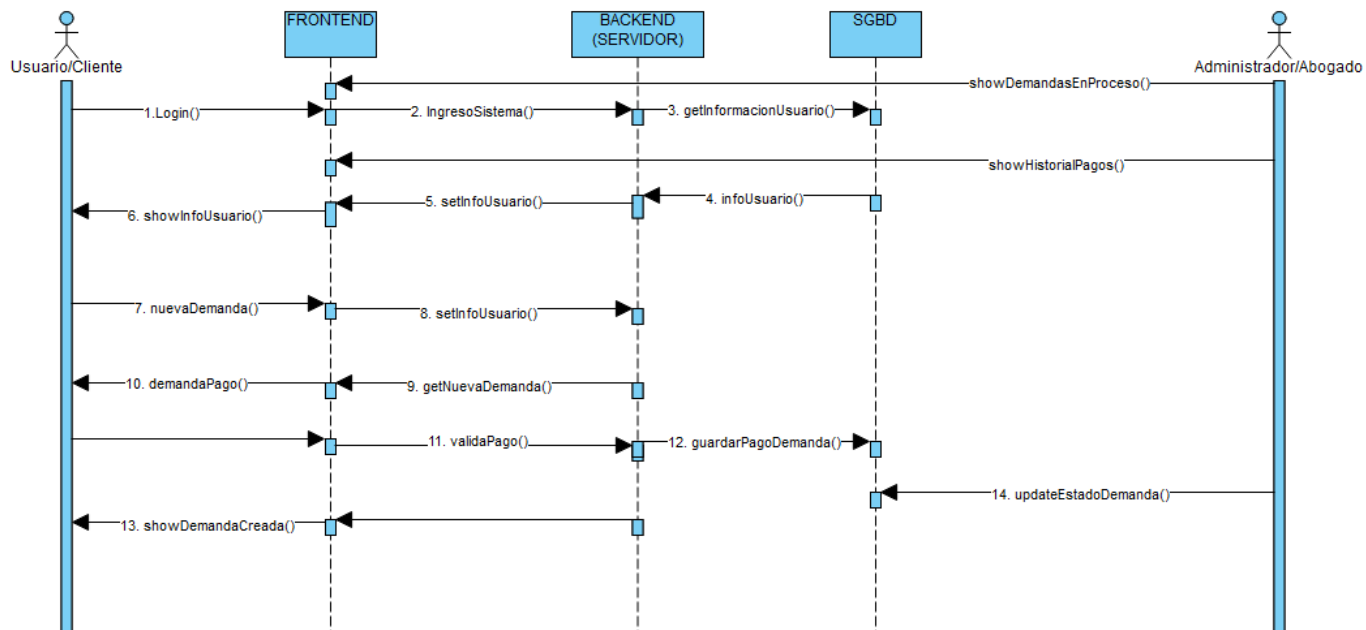 FRONTEND
BACKEND
(SERVIDOR)
SGBD
Usuario/Cliente
Administrador/Abogado
showDemandasEnProceso()
1.Login()
2. IngresoSistema()
3. getInformacionUsuario()
showHistorialPagos()
6. showInfoUsuario()
5. setInfoUsuario()
4. infoUsuario()
7. nuevaDemanda()
8. setInfoUsuario()
10. demandaPago()
9. getNuevaDemanda()
11. validaPago()
12. guardarPagoDemanda()
14. updateEstadoDemanda()
13. showDemandaCreada()